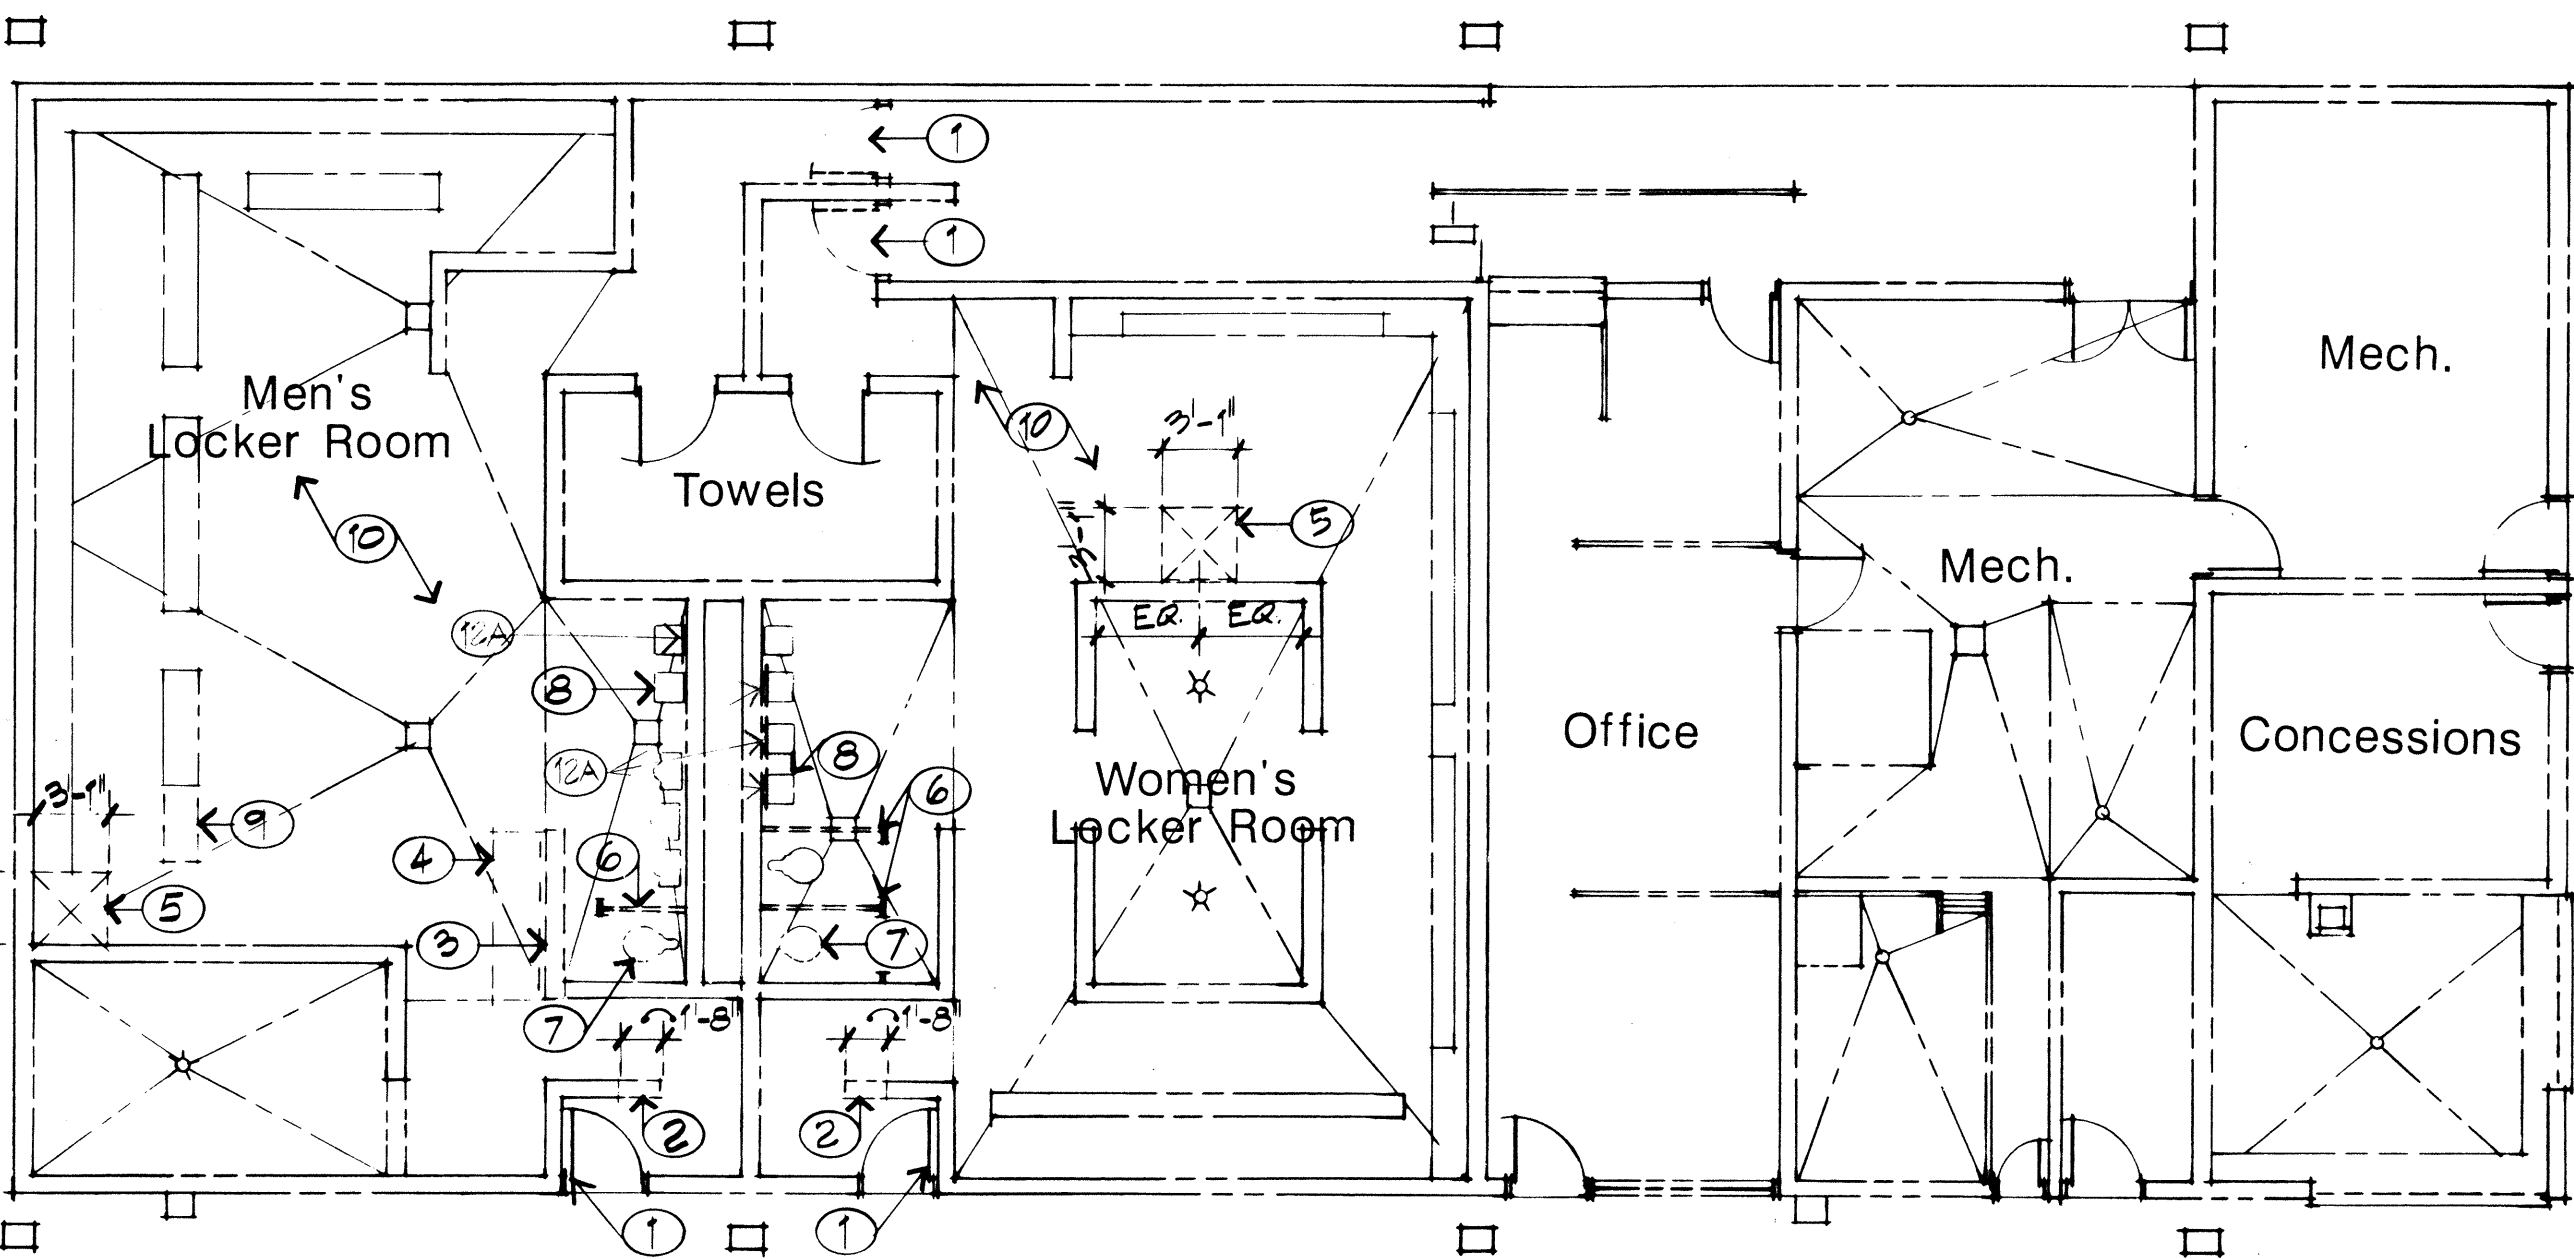 1
1
Mech.
Men's
Locker Room
3'-1"
10
Towels
5
3'-1"
10
Mech.
12A
EQ. EQ.
8
Office
Concessions
12A
8
Women's
Locker Room
6
3'-1"
9
4
6
5
3
7
7
1'-8"
1'-8"
2
2
1
1